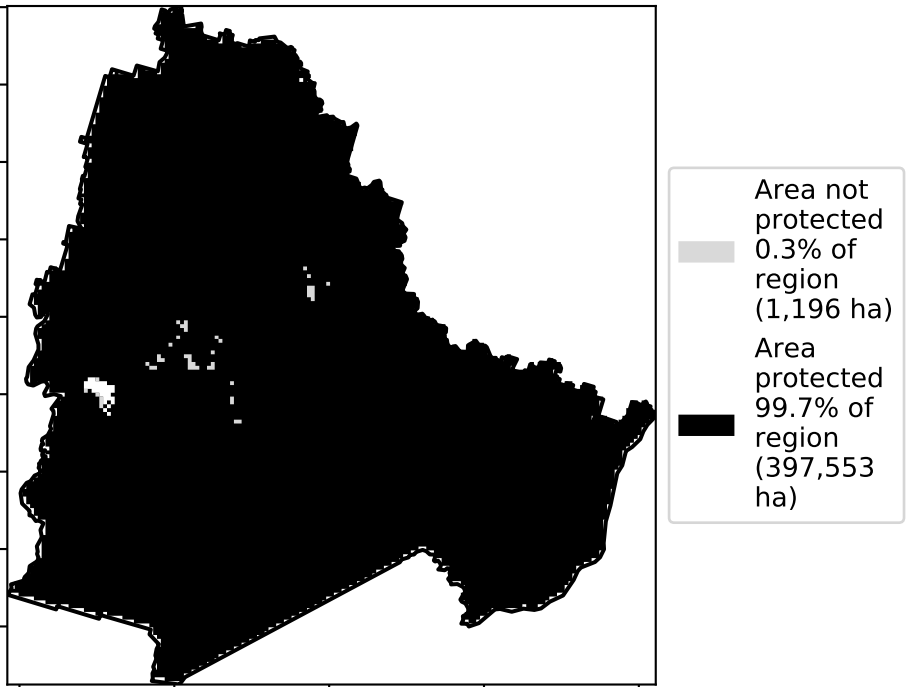 Area not
protected
0.3% of
region
(1,196 ha)
Area
protected
99.7% of
region
(397,553
ha)